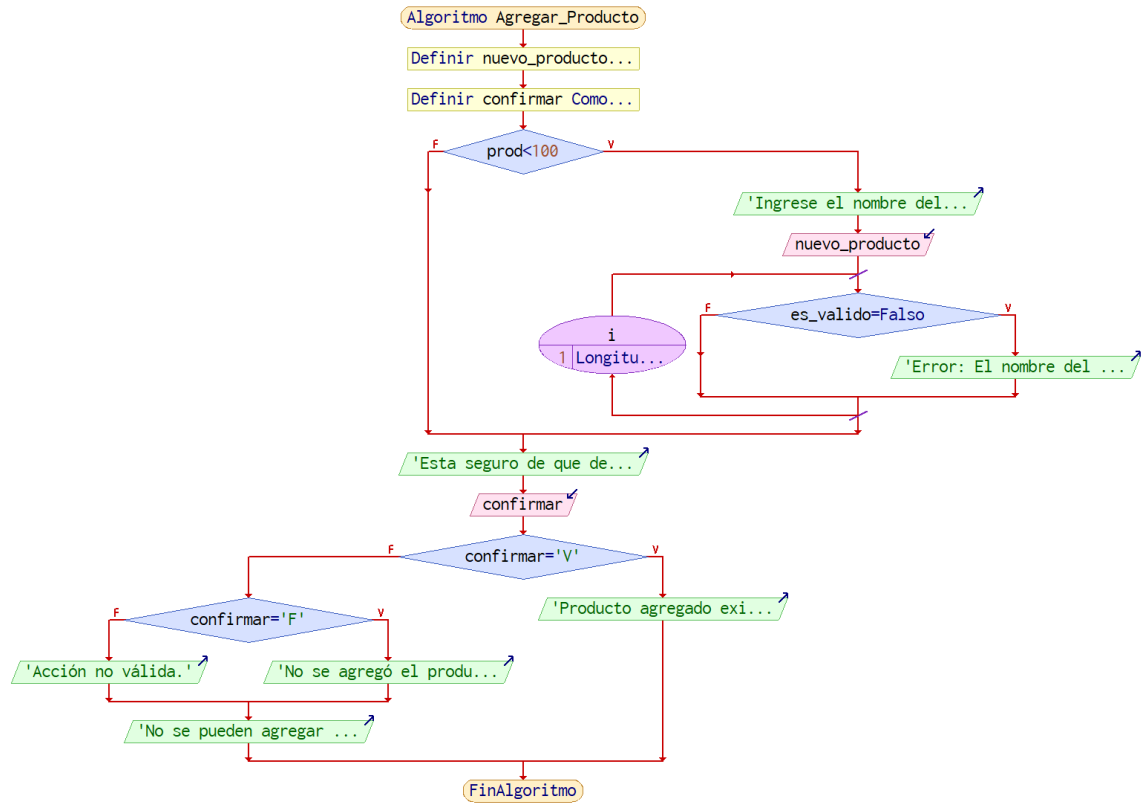 Algoritmo Agregar_Producto
Definir nuevo_producto...
Definir confirmar Como...
F
prod<100
V
'Ingrese el nombre del...
nuevo_producto
F
es_valido=Falso
V
i
1 Longitu...
'Error: El nombre del ...
'Esta seguro de que de...
confirmar
F
confirmar='V'
V
F
confirmar='F'
V
'Producto agregado exi...
'Acción no válida.'
'No se agregó el produ...
'No se pueden agregar ...
FinAlgoritmo